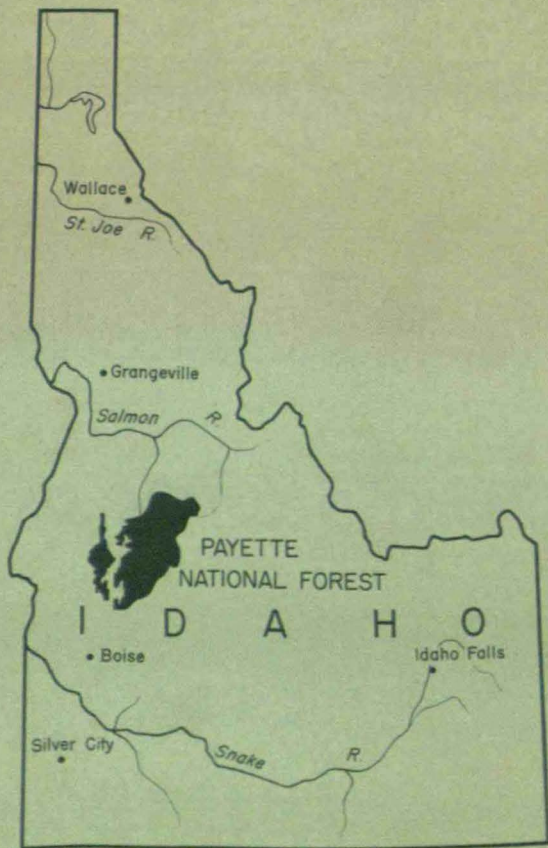 Wallace
St. Joe R.
Grangeville
Salmon R.
PAYETTE
NATIONAL FOREST
I D A H O
Boise
Idaho Falls
Silver City
Snake R.